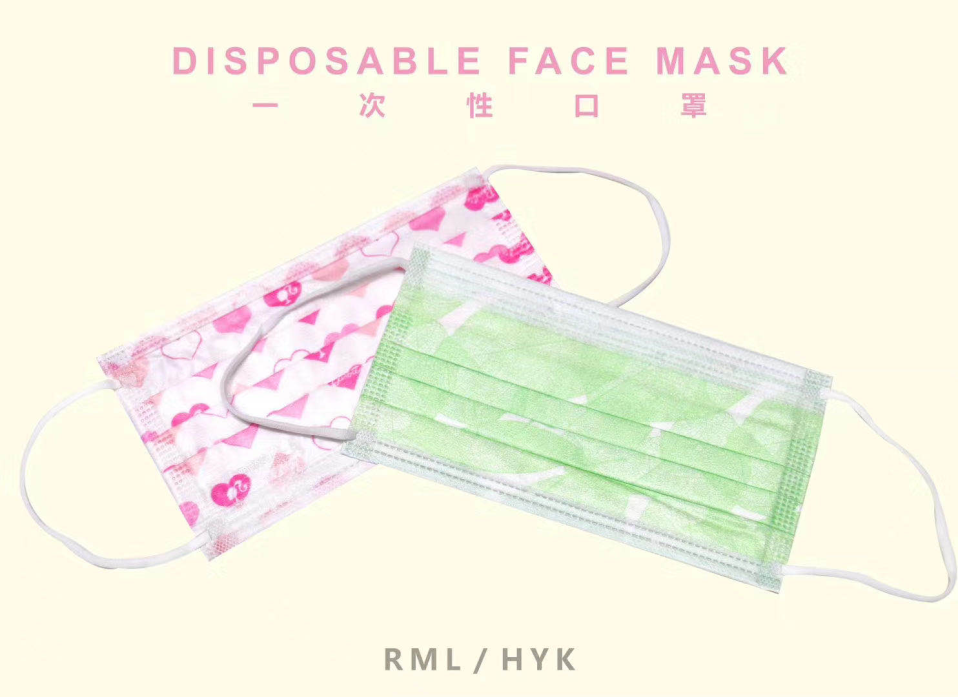 DISPOSABLE FACE MASK
一次性口罩
RML / HYK